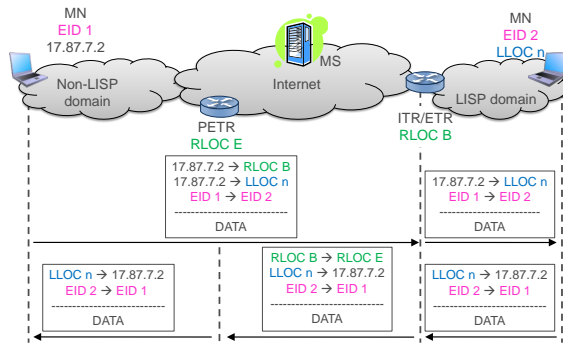 MN
EID 1
17.87.7.2
MN
EID 2
LLOC n
MS
Non-LISP
domain
Internet
LISP domain
PETR
RLOC E
ITR/ETR
RLOC B
17.87.7.2 → RLOC B
17.87.7.2 → LLOC n
EID 1 → EID 2
-----------------------------
DATA
17.87.7.2 → LLOC n
EID 1 → EID 2
-----------------------------
DATA
LLOC n → 17.87.7.2
EID 2 → EID 1
-----------------------------
DATA
RLOC B → RLOC E
LLOC n → 17.87.7.2
EID 2 → EID 1
-----------------------------
DATA
LLOC n → 17.87.7.2
EID 2 → EID 1
-----------------------------
DATA